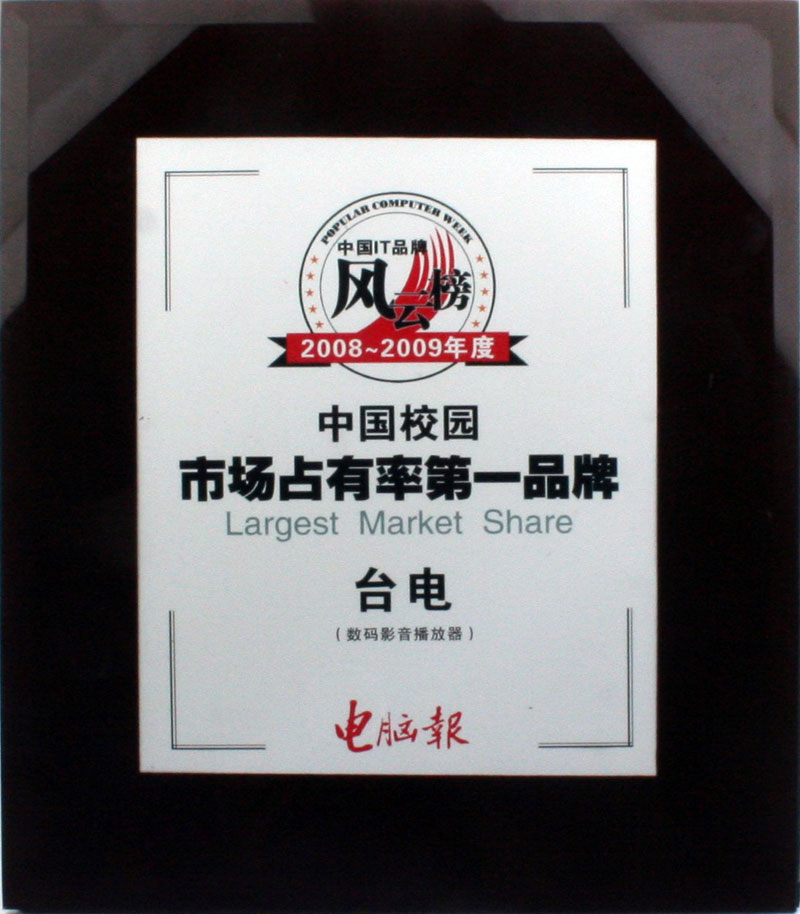 POPULAR COMPUTER WEEK
中国IT品牌
风云榜
2008~2009年度
中国校园
市场占有率第一品牌
Largest Market Share
台电
(数码影音播放器)
电脑報